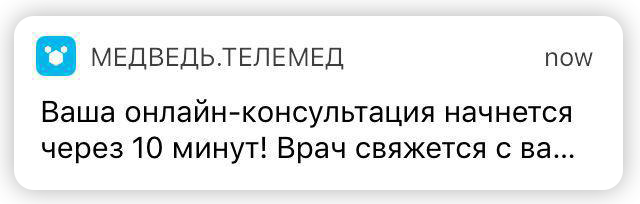 МЕДВЕДЬ.ТЕЛЕМЕД now
Ваша онлайн-консультация начнется
через 10 минут! Врач свяжется с ва...